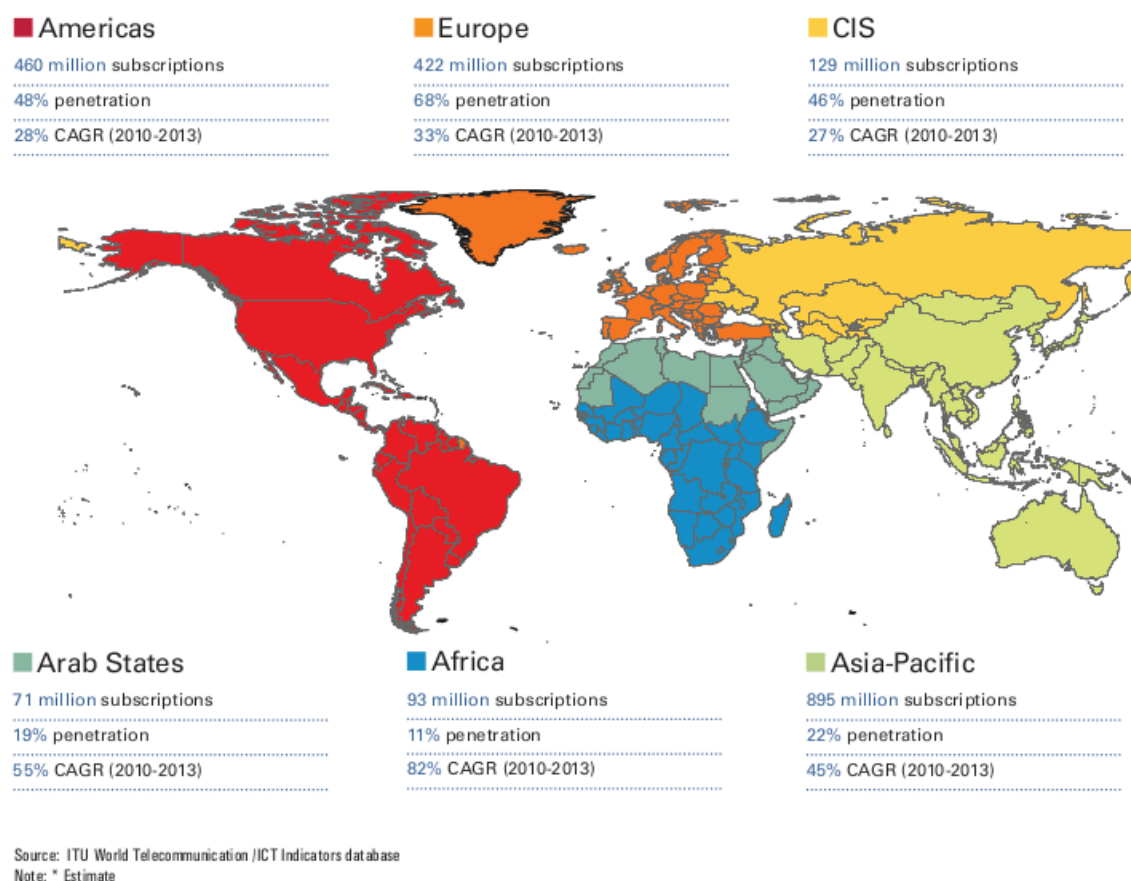 Americas
460 million subscriptions
48% penetration
28% CAGR (2010-2013)
Europe
422 million subscriptions
68% penetration
33% CAGR (2010-2013)
CIS
129 million subscriptions
46% penetration
27% CAGR (2010-2013)
Arab States
71 million subscriptions
19% penetration
55% CAGR (2010-2013)
Africa
93 million subscriptions
11% penetration
82% CAGR (2010-2013)
Asia-Pacific
895 million subscriptions
22% penetration
45% CAGR (2010-2013)
Source: ITU World Telecommunication /ICT Indicators database
Note: * Estimate